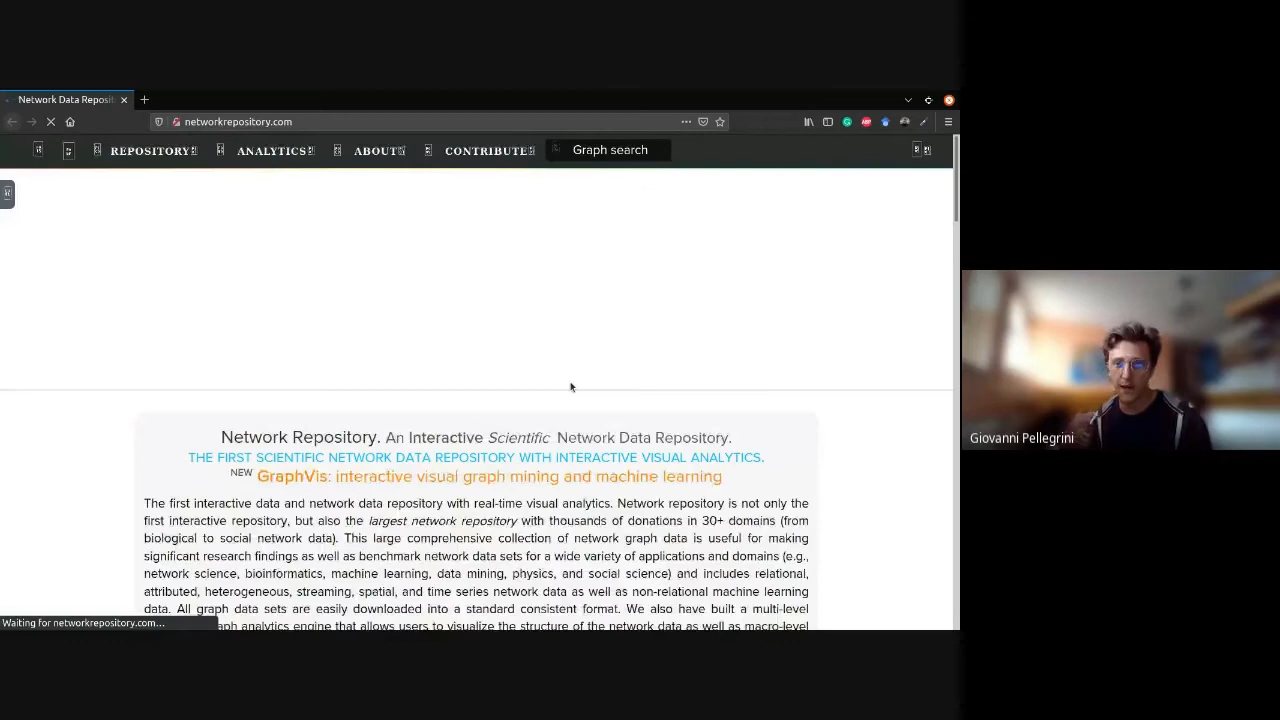 Network Data Reposit
networkrepository.com
REPOSITORY ANALYTICS ABOUT CONTRIBUTE Graph search
Network Repository. An Interactive Scientific Network Data Repository.
THE FIRST SCIENTIFIC NETWORK DATA REPOSITORY WITH INTERACTIVE VISUAL ANALYTICS.
NEW GraphVis: interactive visual graph mining and machine learning
The first interactive data and network data repository with real-time visual analytics. Network repository is not only the
first interactive repository, but also the largest network repository with thousands of donations in 30+ domains (from
biological to social network data). This large comprehensive collection of network graph data is useful for making
significant research findings as well as benchmark network data sets for a wide variety of applications and domains (e.g.,
network science, bioinformatics, machine learning, data mining, physics, and social science) and includes relational,
attributed, heterogeneous, streaming, spatial, and time series network data as well as non-relational machine learning
data. All graph data sets are easily downloaded into a standard consistent format. We also have built a multi-level
aph analytics engine that allows users to visualize the structure of the network data as well as macro-level
Waiting for networkrepository.com...
Giovanni Pellegrini